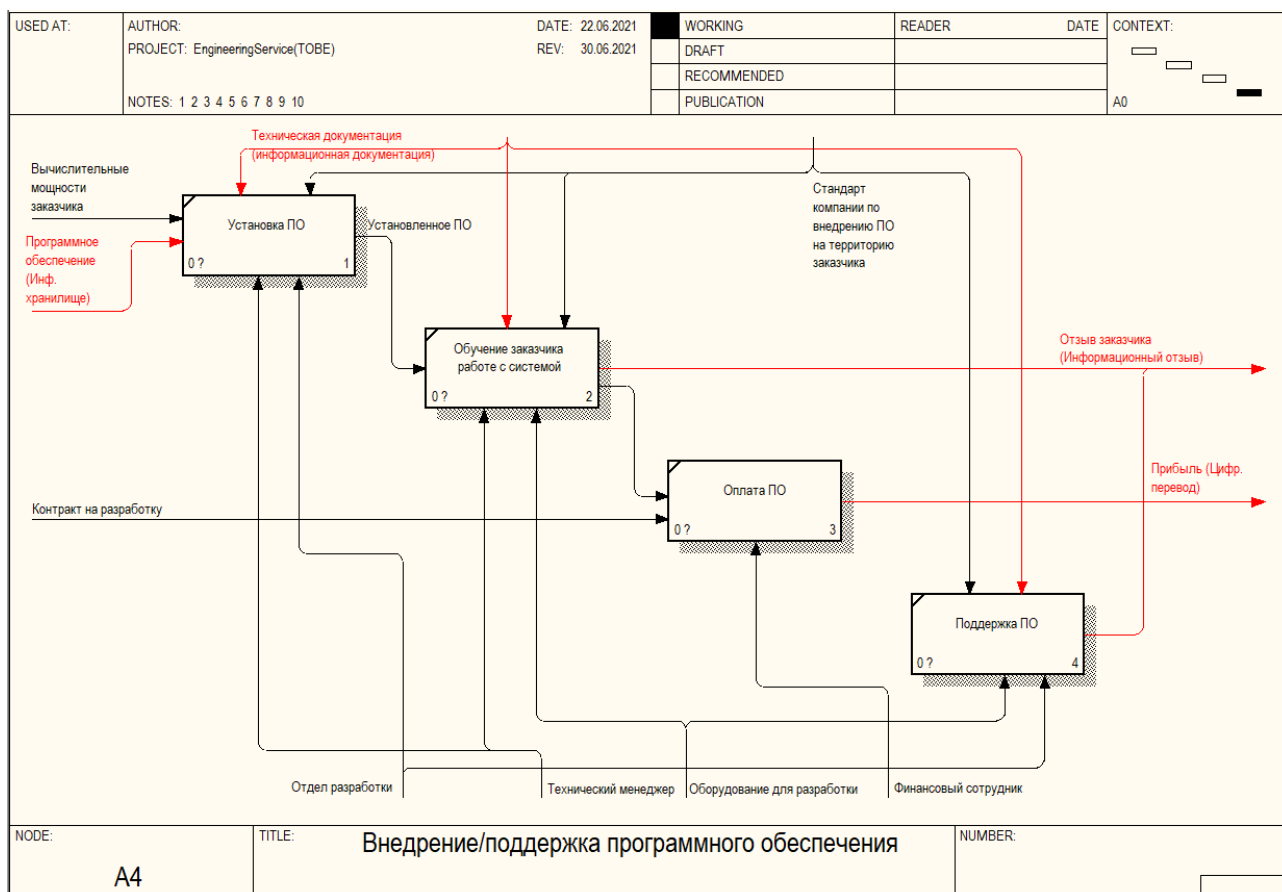 USED AT:
AUTHOR:
DATE: 22.06.2021
PROJECT: EngineeringService(TOBE)
REV: 30.06.2021
NOTES: 1 2 3 4 5 6 7 8 9 10
WORKING
DRAFT
RECOMMENDED
PUBLICATION
READER
DATE
CONTEXT:
A0
Техническая документация
(информационная документация)
Вычислительные
мощности
заказчика
Программное
обеспечение
(Инф.
хранилище)
Установка ПО
0 ?
1
Установленное ПО
Стандарт
компании по
внедрению ПО
на территорию
заказчика
Обучение заказчика
работе с системой
0 ?
2
Отзыв заказчика
(Информационный отзыв)
Оплата ПО
0 ?
3
Прибыль (Цифр.
перевод)
Контракт на разработку
Поддержка ПО
0 ?
4
Отдел разработки
Технический менеджер
Оборудование для разработки
Финансовый сотрудник
NODE:
A4
TITLE:
Внедрение/поддержка программного обеспечения
NUMBER: